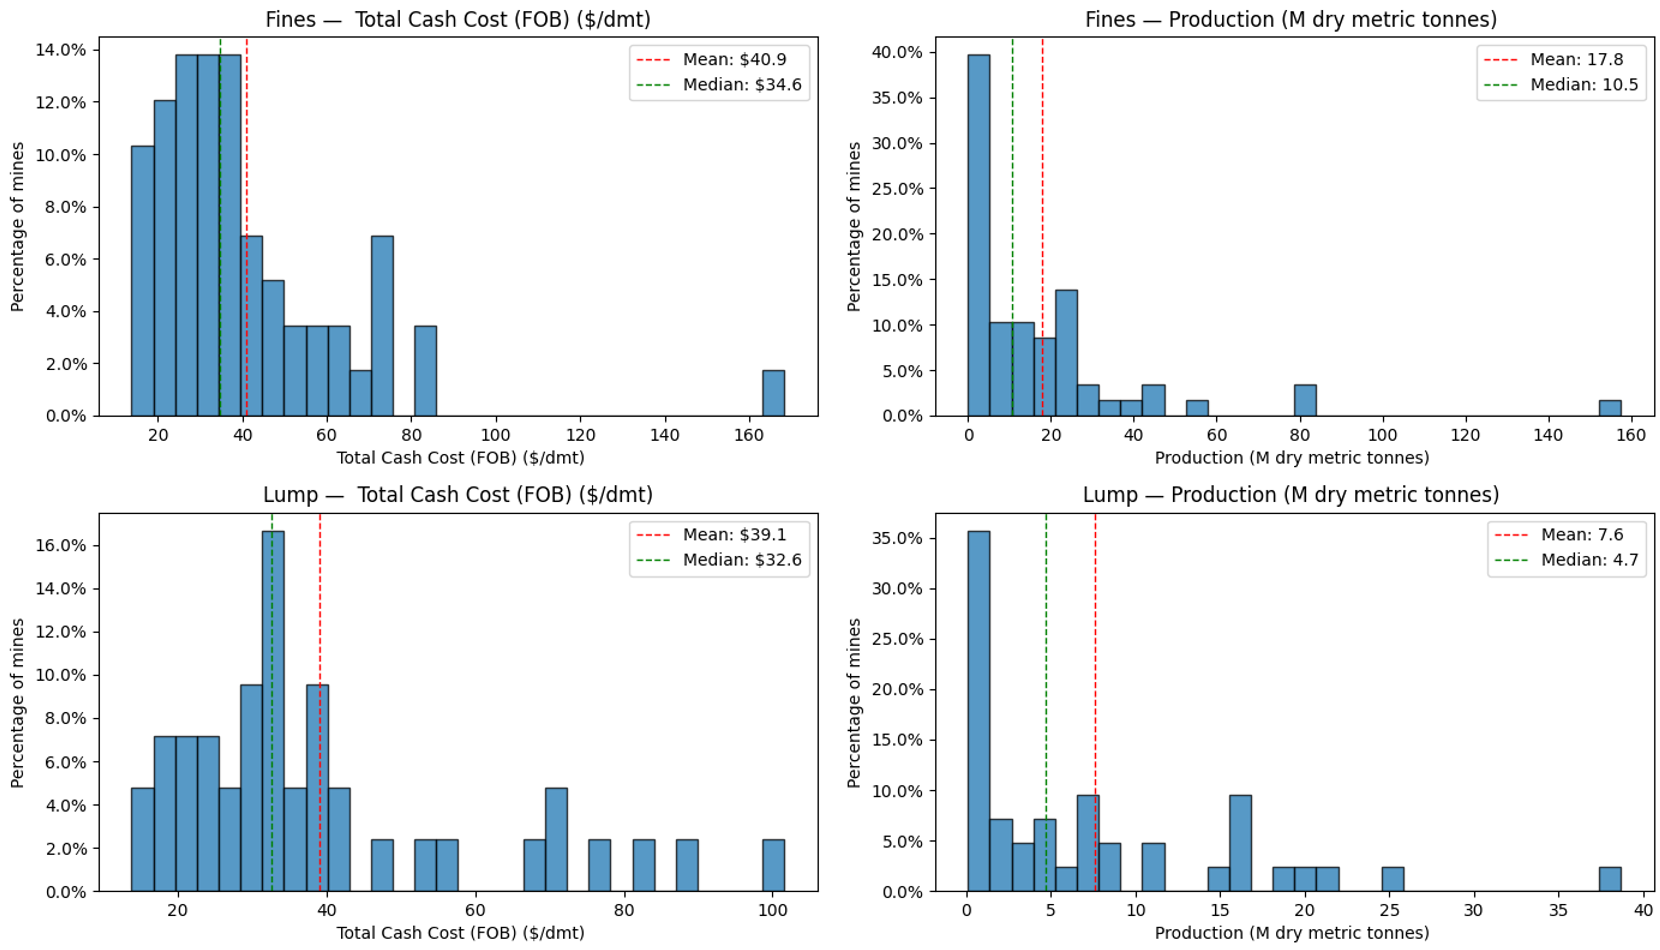 Fines —  Total Cash Cost (FOB) ($/dmt)
14.0%
12.0%
10.0%
8.0%
6.0%
4.0%
2.0%
0.0%
Percentage of mines
Mean: $40.9
Median: $34.6
20 40 60 80 100 120 140 160
Total Cash Cost (FOB) ($/dmt)
Fines — Production (M dry metric tonnes)
40.0%
35.0%
30.0%
25.0%
20.0%
15.0%
10.0%
5.0%
0.0%
Percentage of mines
Mean: 17.8
Median: 10.5
0 20 40 60 80 100 120 140 160
Production (M dry metric tonnes)
Lump —  Total Cash Cost (FOB) ($/dmt)
16.0%
14.0%
12.0%
10.0%
8.0%
6.0%
4.0%
2.0%
0.0%
Percentage of mines
Mean: $39.1
Median: $32.6
20 40 60 80 100
Total Cash Cost (FOB) ($/dmt)
Lump — Production (M dry metric tonnes)
35.0%
30.0%
25.0%
20.0%
15.0%
10.0%
5.0%
0.0%
Percentage of mines
Mean: 7.6
Median: 4.7
0 5 10 15 20 25 30 35 40
Production (M dry metric tonnes)